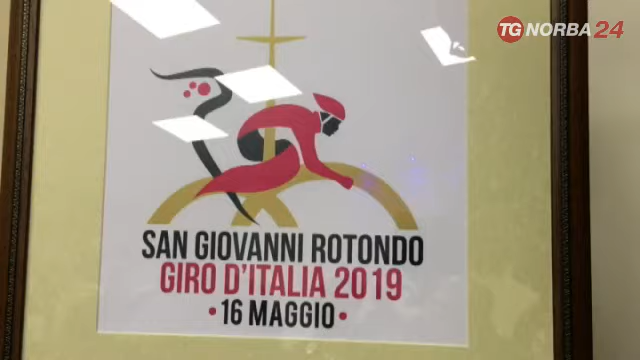 TG NORBA 24
SAN GIOVANNI ROTONDO
GIRO D'ITALIA 2019
• 16 MAGGIO •